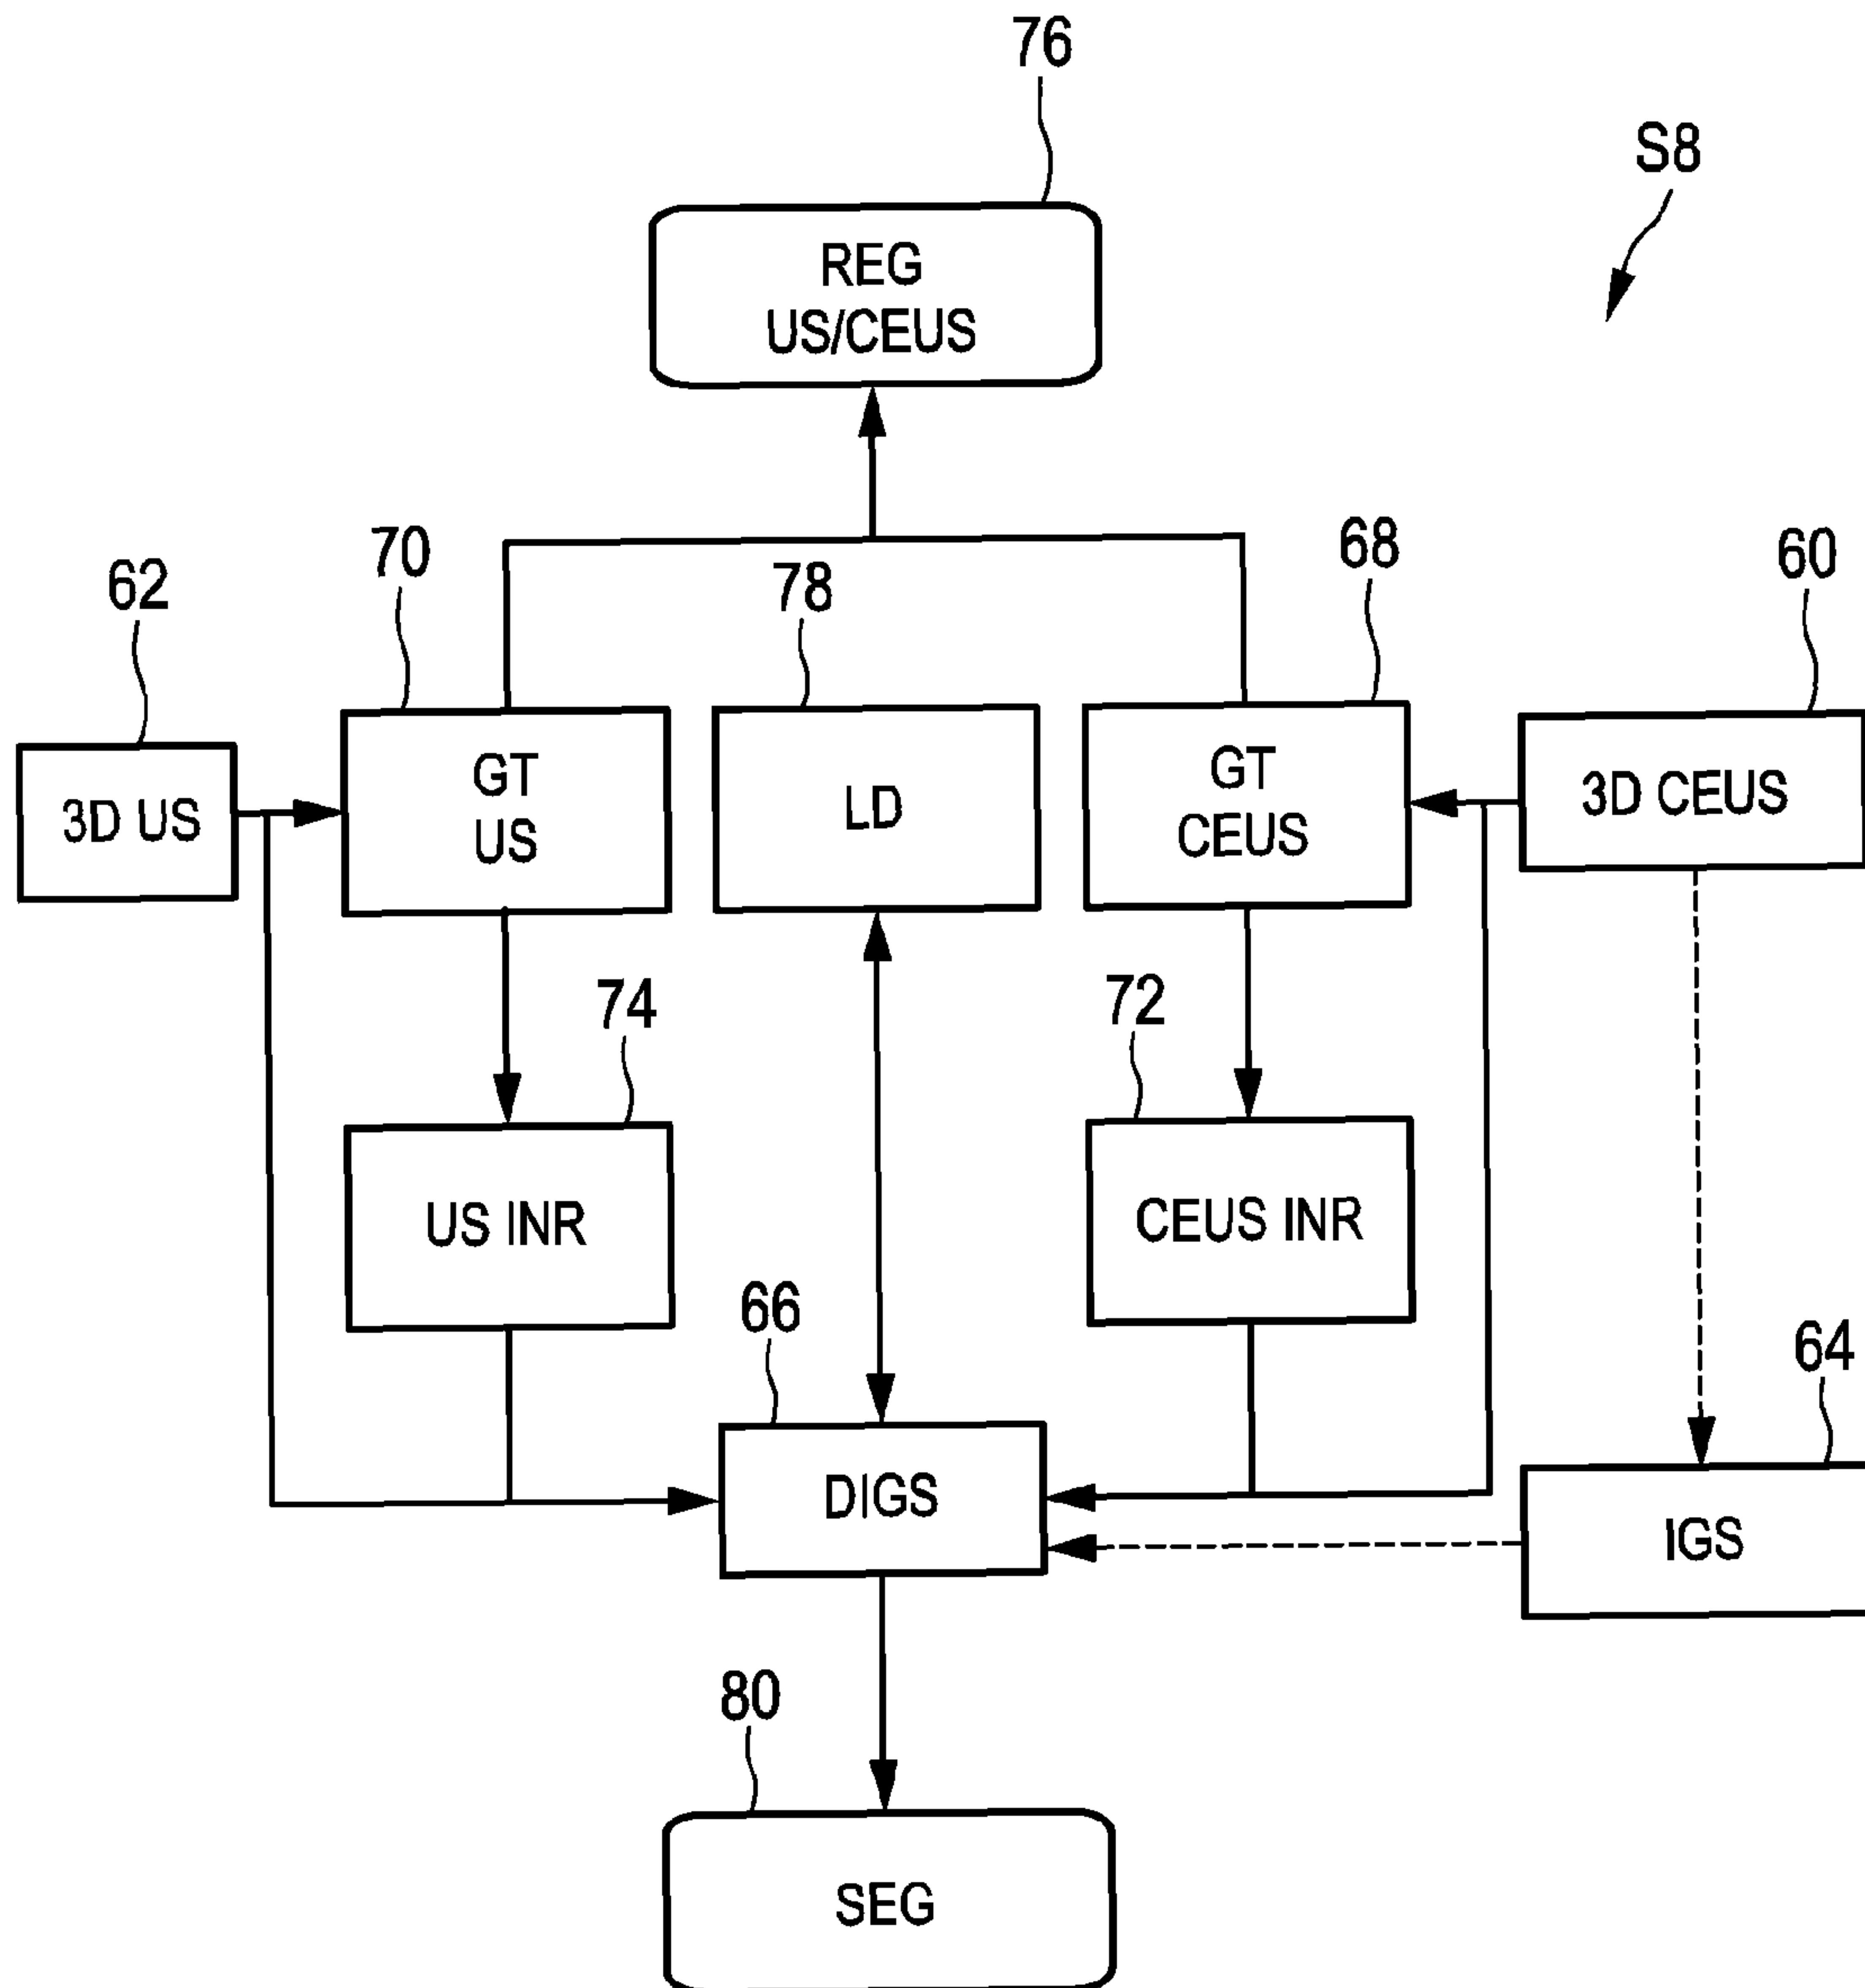 76
S8
REG
US/CEUS
70
68
60
62
78
GT
US
LD
GT
CEUS
3D CEUS
3D US
74
72
US INR
CEUS INR
66
64
DIGS
IGS
80
SEG